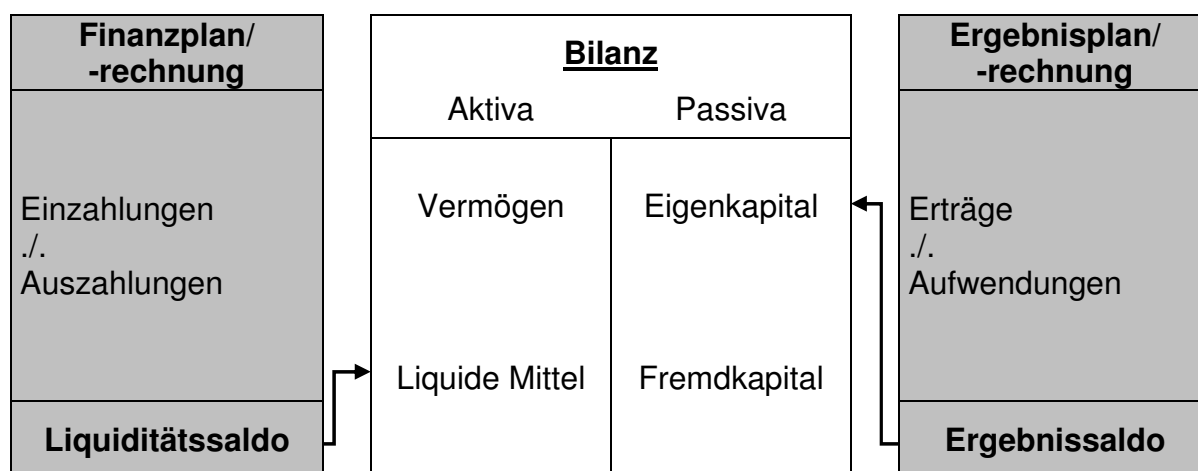 Finanzplan/
-rechnung
Einzahlungen
./.
Auszahlungen
Liquiditätssaldo
Bilanz
Aktiva Passiva
Vermögen Eigenkapital
Liquide Mittel Fremdkapital
Ergebnisplan/
-rechnung
Erträge
./.
Aufwendungen
Ergebnissaldo